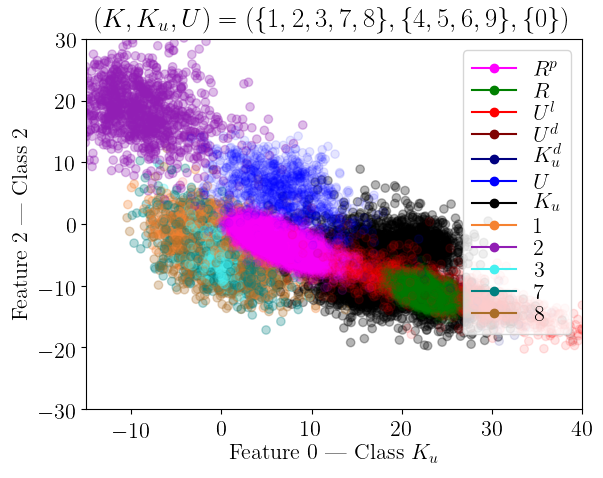 (K, K_u, U) = ({1, 2, 3, 7, 8}, {4, 5, 6, 9}, {0})
30
20
10
0
−10
−20
−30
Feature 2 — Class 2
−10
0
10
20
30
40
Feature 0 — Class K_u
R^p
R
U^l
U^d
K_u^d
U
K_u
1
2
3
7
8